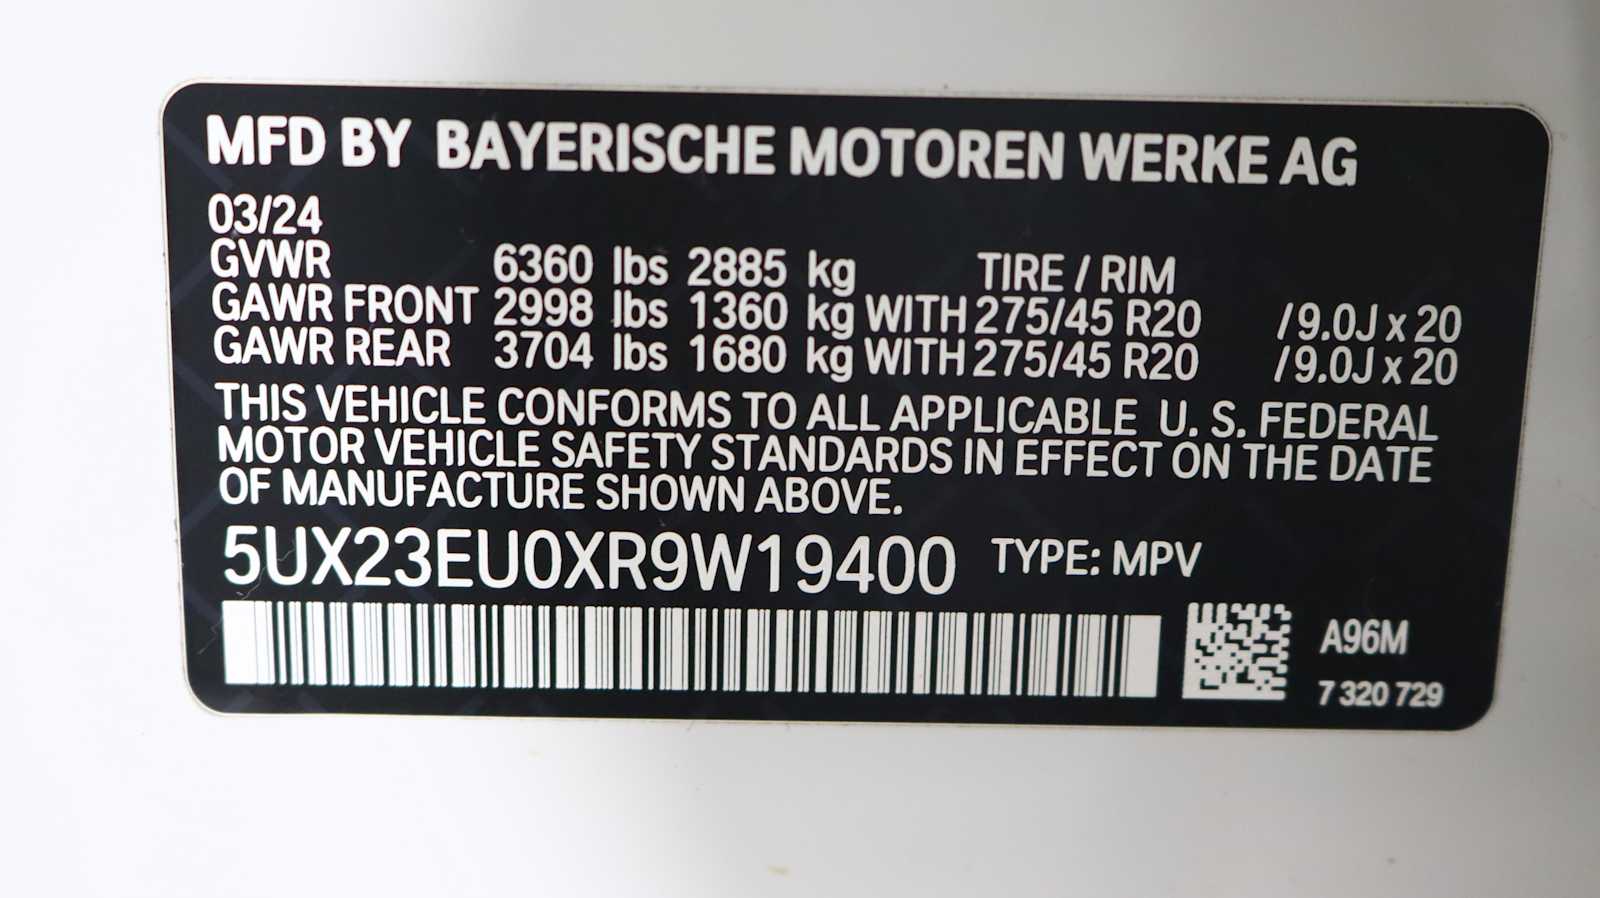 MFD BY BAYERISCHE MOTOREN WERKE AG
03/24
GVWR 6360 lbs 2885 kg TIRE / RIM
GAWR FRONT 2998 lbs 1360 kg WITH 275/45 R20 /9.0J x 20
GAWR REAR 3704 lbs 1680 kg WITH 275/45 R20 /9.0J x 20
THIS VEHICLE CONFORMS TO ALL APPLICABLE U. S. FEDERAL
MOTOR VEHICLE SAFETY STANDARDS IN EFFECT ON THE DATE
OF MANUFACTURE SHOWN ABOVE.
5UX23EU0XR9W19400 TYPE: MPV
A96M
7 320 729